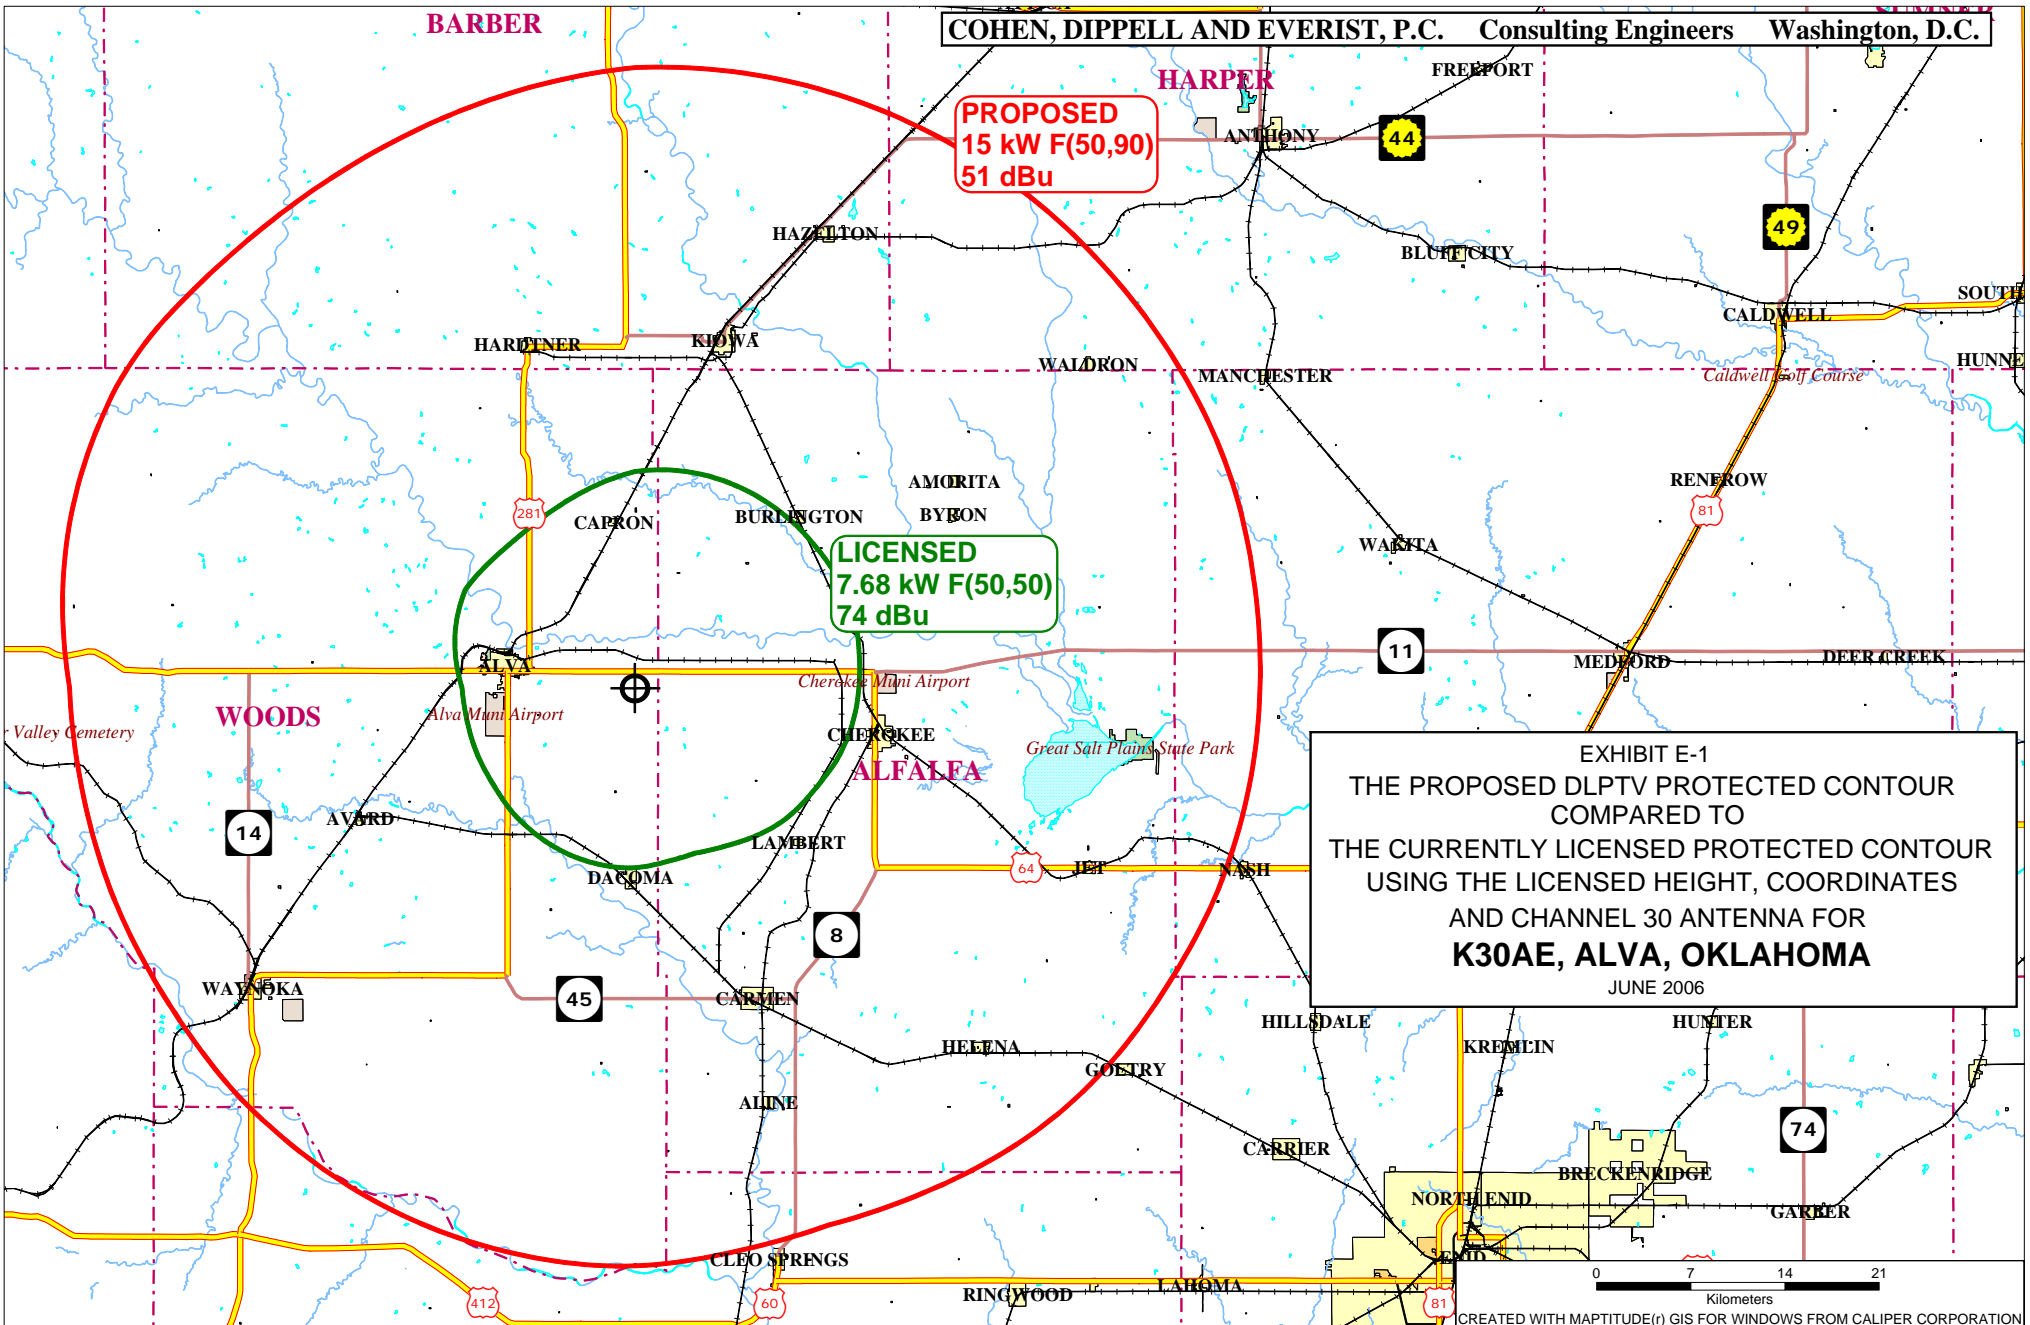 BARBER
COHEN, DIPPELL AND EVERIST, P.C. Consulting Engineers Washington, D.C.
HARPER
FREEPORT
PROPOSED
15 kW F(50,90)
51 dBu
ANTHONY
44
49
HAZELTON
BLUFF CITY
SOUTH
CALDWELL
HARDTNER
KIOWA
WALDRON
MANCHESTER
HUNNE
Caldwell Golf Course
AMORITA
RENFROW
281
CAPRON
BURLINGTON
BYRON
81
WAKITA
LICENSED
7.68 kW F(50,50)
74 dBu
11
ALVA
MEDFORD
DEER CREEK
Cherokee Muni Airport
WOODS
Alva Muni Airport
r Valley Cemetery
CHEROKEE
Great Salt Plains State Park
ALFALFA
EXHIBIT E-1
THE PROPOSED DLPTV PROTECTED CONTOUR
COMPARED TO
THE CURRENTLY LICENSED PROTECTED CONTOUR
USING THE LICENSED HEIGHT, COORDINATES
AND CHANNEL 30 ANTENNA FOR
K30AE, ALVA, OKLAHOMA
JUNE 2006
14
AVARD
LAMBERT
DACOMA
64
JET
NASH
8
WAYNOKA
45
CARMEN
HILLSDALE
HUNTER
HELENA
KREMLIN
GOLTRY
ALINE
74
CARRIER
BRECKENRIDGE
NORTH ENID
GARBER
CLEO SPRINGS
ENID
LAHOMA
RINGWOOD
412
60
81
0 7 14 21
Kilometers
CREATED WITH MAPTITUDE(r) GIS FOR WINDOWS FROM CALIPER CORPORATION